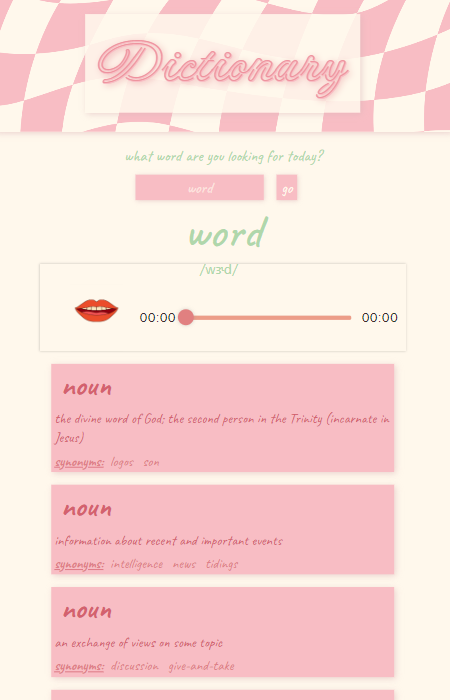 Dictionary
what word are you looking for today?
word go
word
/wɜrd/
00:00 00:00
noun
the divine word of God; the second person in the Trinity (incarnate in
Jesus)
synonyms: logos son
noun
information about recent and important events
synonyms: intelligence news tidings
noun
an exchange of views on some topic
synonyms: discussion give-and-take